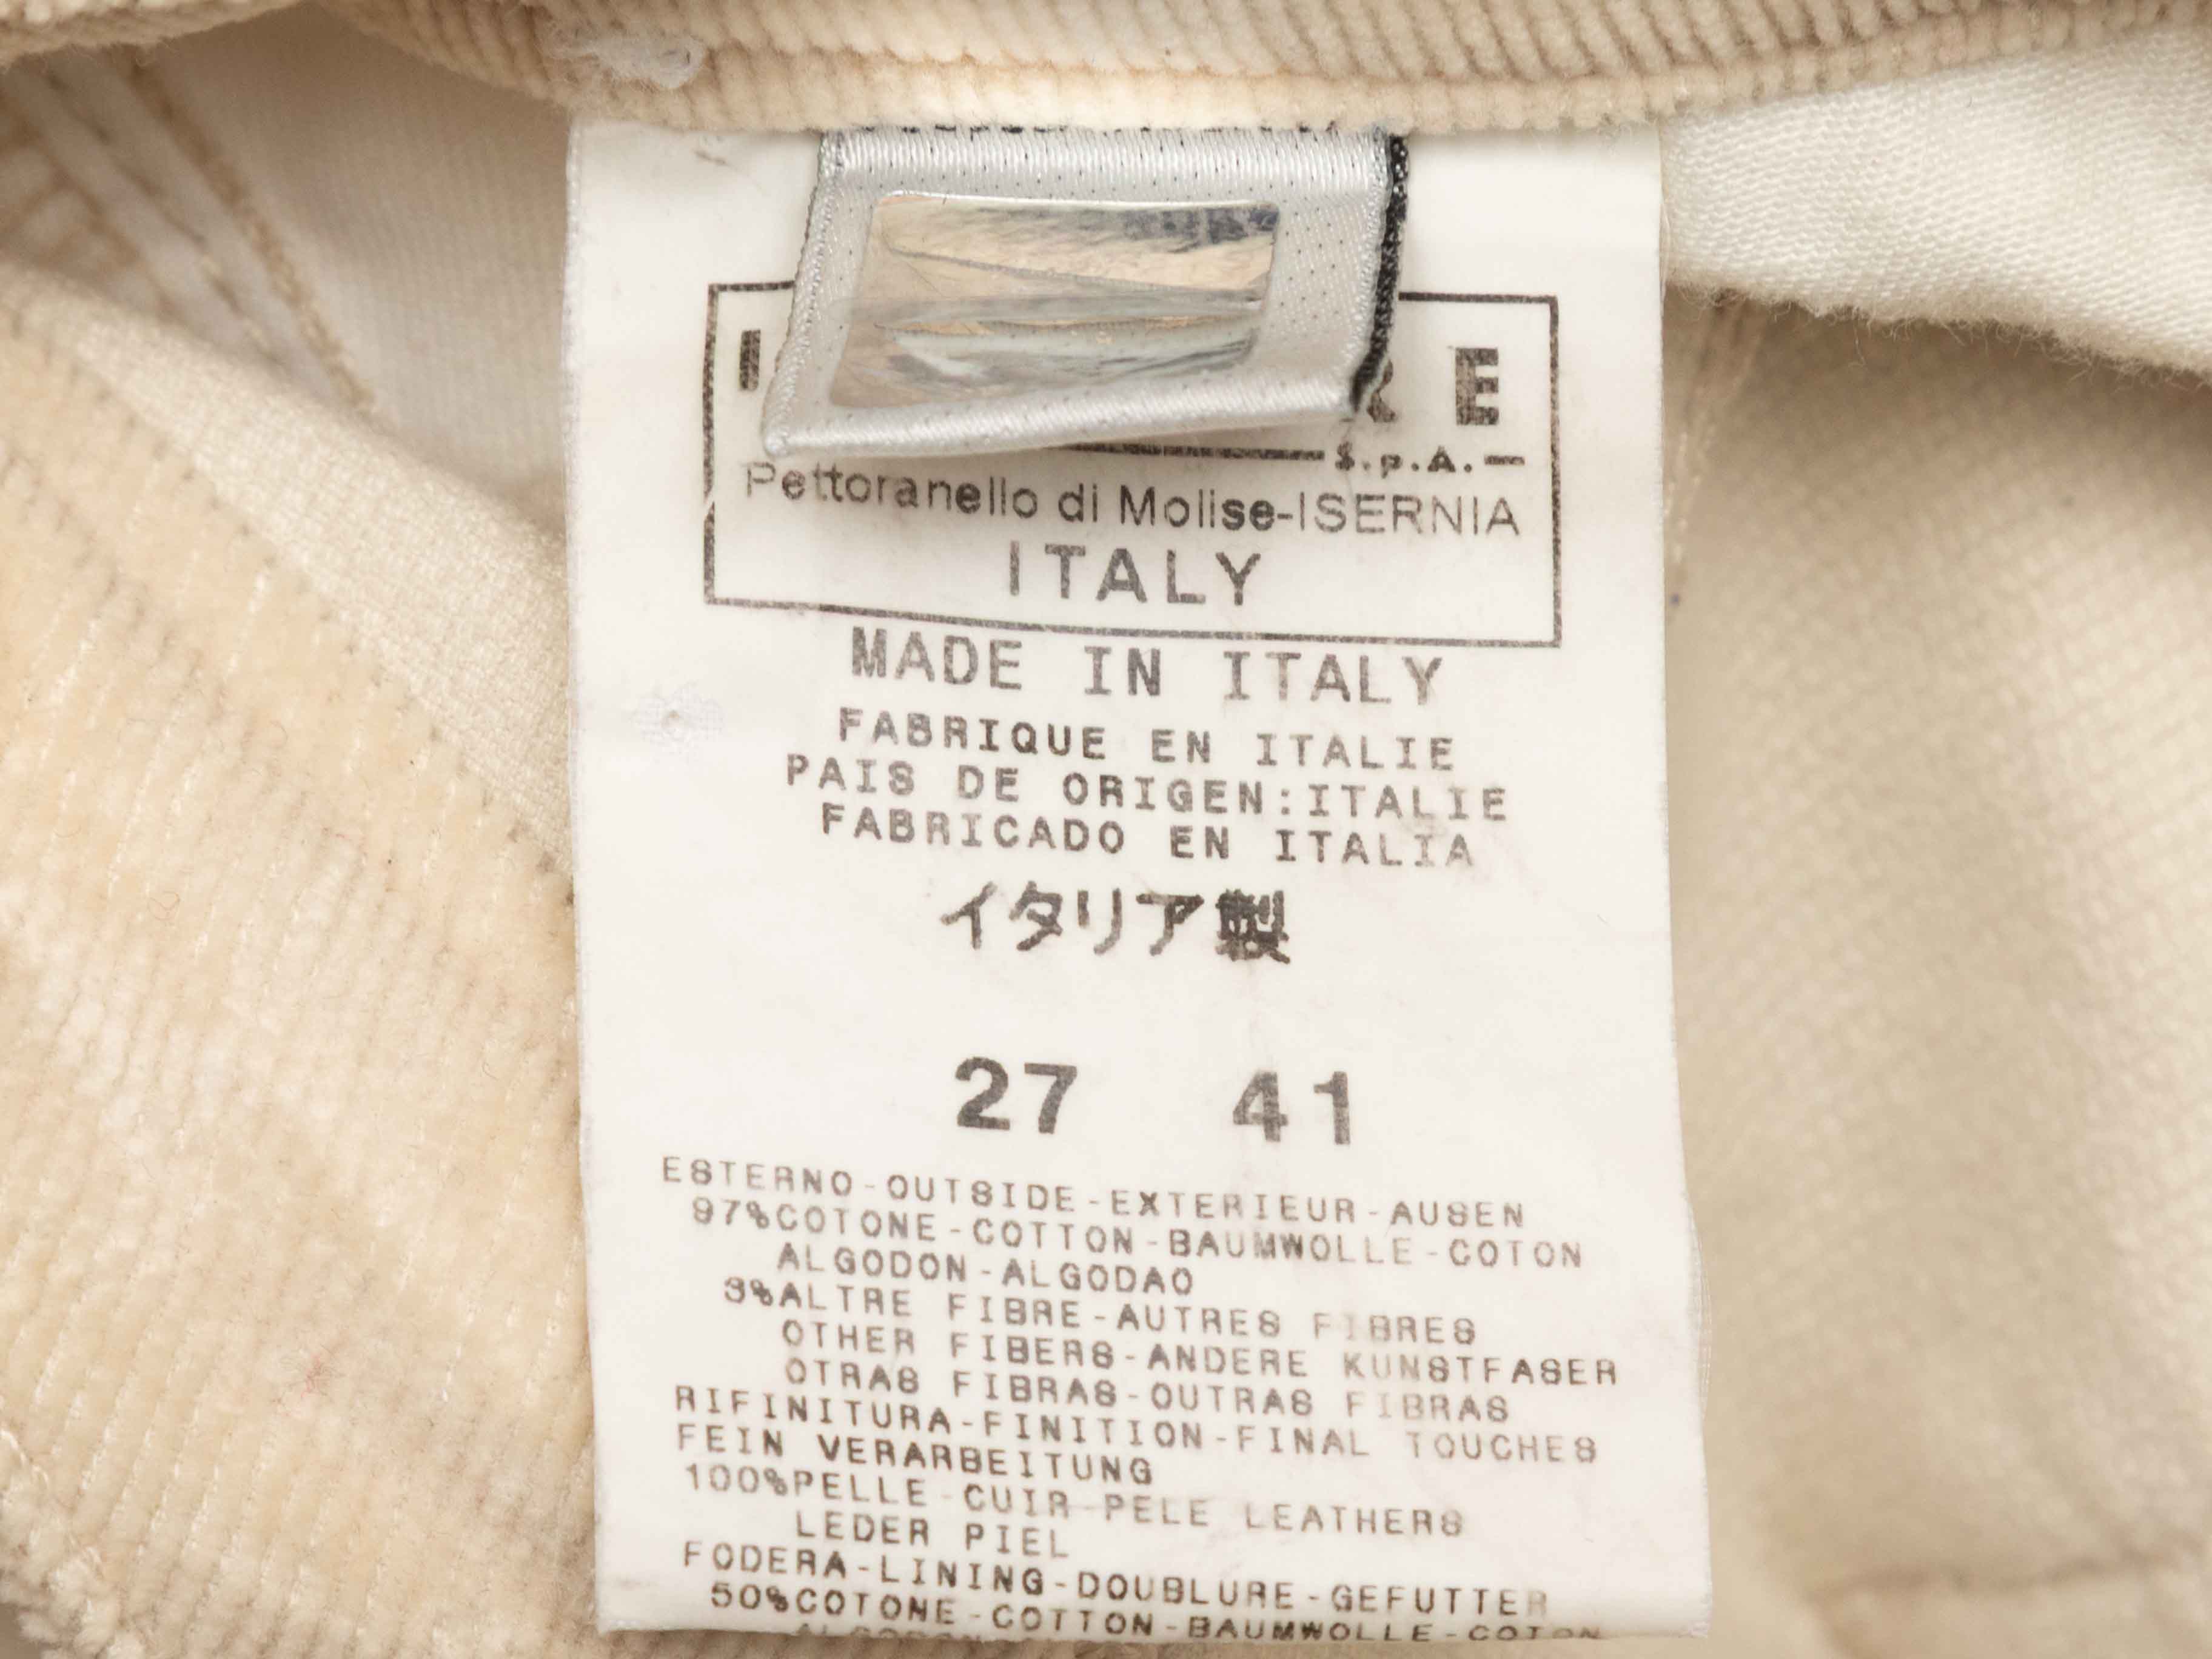 R E
S.p.A.
Pettoranello di Molise-ISERNIA
ITALY
MADE IN ITALY
FABRIQUE EN ITALIE
PAIS DE ORIGEN:ITALIE
FABRICADO EN ITALIA
イタリア製
27 41
ESTERNO-OUTSIDE-EXTERIEUR-AUSEN
97%COTONE-COTTON-BAUMWOLLE-COTON
ALGODON-ALGODAO
3%ALTRE FIBRE-AUTRES FIBRES
OTHER FIBERS-ANDERE KUNSTFASER
OTRAS FIBRAS-OUTRAS FIBRAS
RIFINITURA-FINITION-FINAL TOUCHES
FEIN VERARBEITUNG
100%PELLE-CUIR-PELE LEATHERS
LEDER PIEL
FODERA-LINING-DOUBLURE-GEFUTTER
50%COTONE-COTTON-BAUMWOLLE-COTON